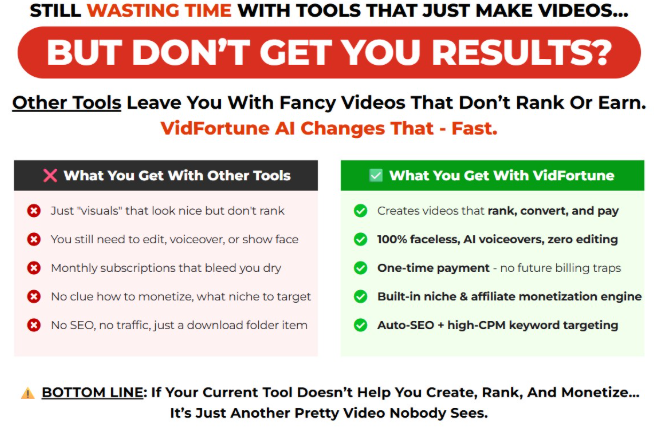 STILL WASTING TIME WITH TOOLS THAT JUST MAKE VIDEOS...
BUT DON'T GET YOU RESULTS?
Other Tools Leave You With Fancy Videos That Don't Rank Or Earn.
VidFortune AI Changes That - Fast.
What You Get With Other Tools
Just "visuals" that look nice but don't rank
You still need to edit, voiceover, or show face
Monthly subscriptions that bleed you dry
No clue how to monetize, what niche to target
No SEO, no traffic, just a download folder item
What You Get With VidFortune
Creates videos that rank, convert, and pay
100% faceless, AI voiceovers, zero editing
One-time payment - no future billing traps
Built-in niche & affiliate monetization engine
Auto-SEO + high-CPM keyword targeting
BOTTOM LINE: If Your Current Tool Doesn't Help You Create, Rank, And Monetize...
It's Just Another Pretty Video Nobody Sees.